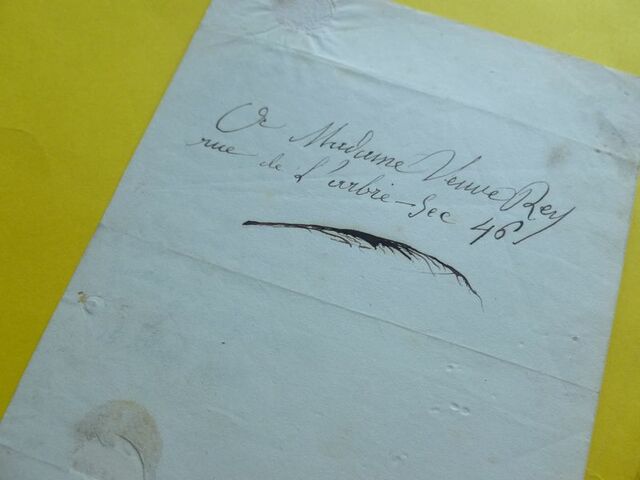 A Madame Veuve Rey
rue de L'arbre-Sec 46